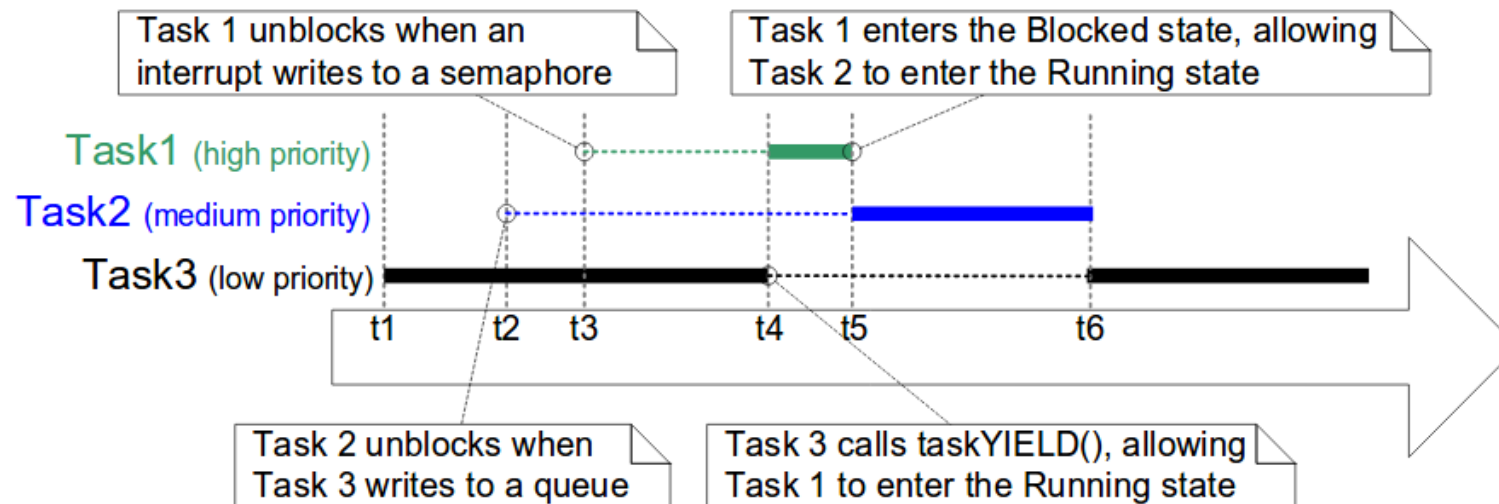 Task 1 unblocks when an
interrupt writes to a semaphore
Task 1 enters the Blocked state, allowing
Task 2 to enter the Running state
Task1 (high priority)
Task2 (medium priority)
Task3 (low priority)
t1 t2 t3 t4 t5 t6
Task 2 unblocks when
Task 3 writes to a queue
Task 3 calls taskYIELD(), allowing
Task 1 to enter the Running state